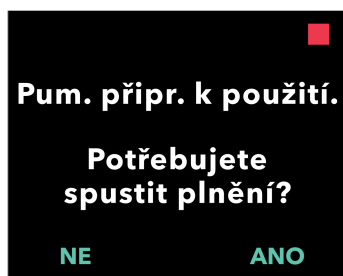 Pum. připr. k použití.
Potřebujete
spustit plnění?
NE ANO